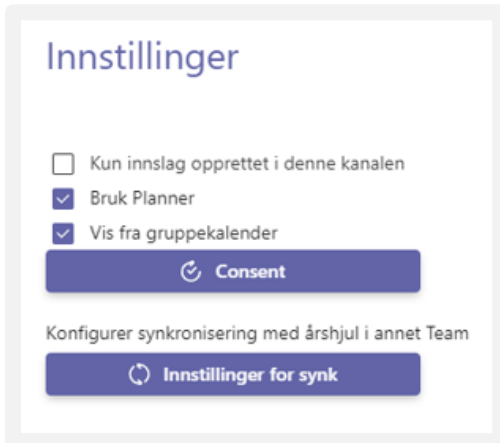 Innstillinger
Kun innslag opprettet i denne kanalen
Bruk Planner
Vis fra gruppekalender
Consent
Konfigurer synkronisering med årshjul i annet Team
Innstillinger for synk